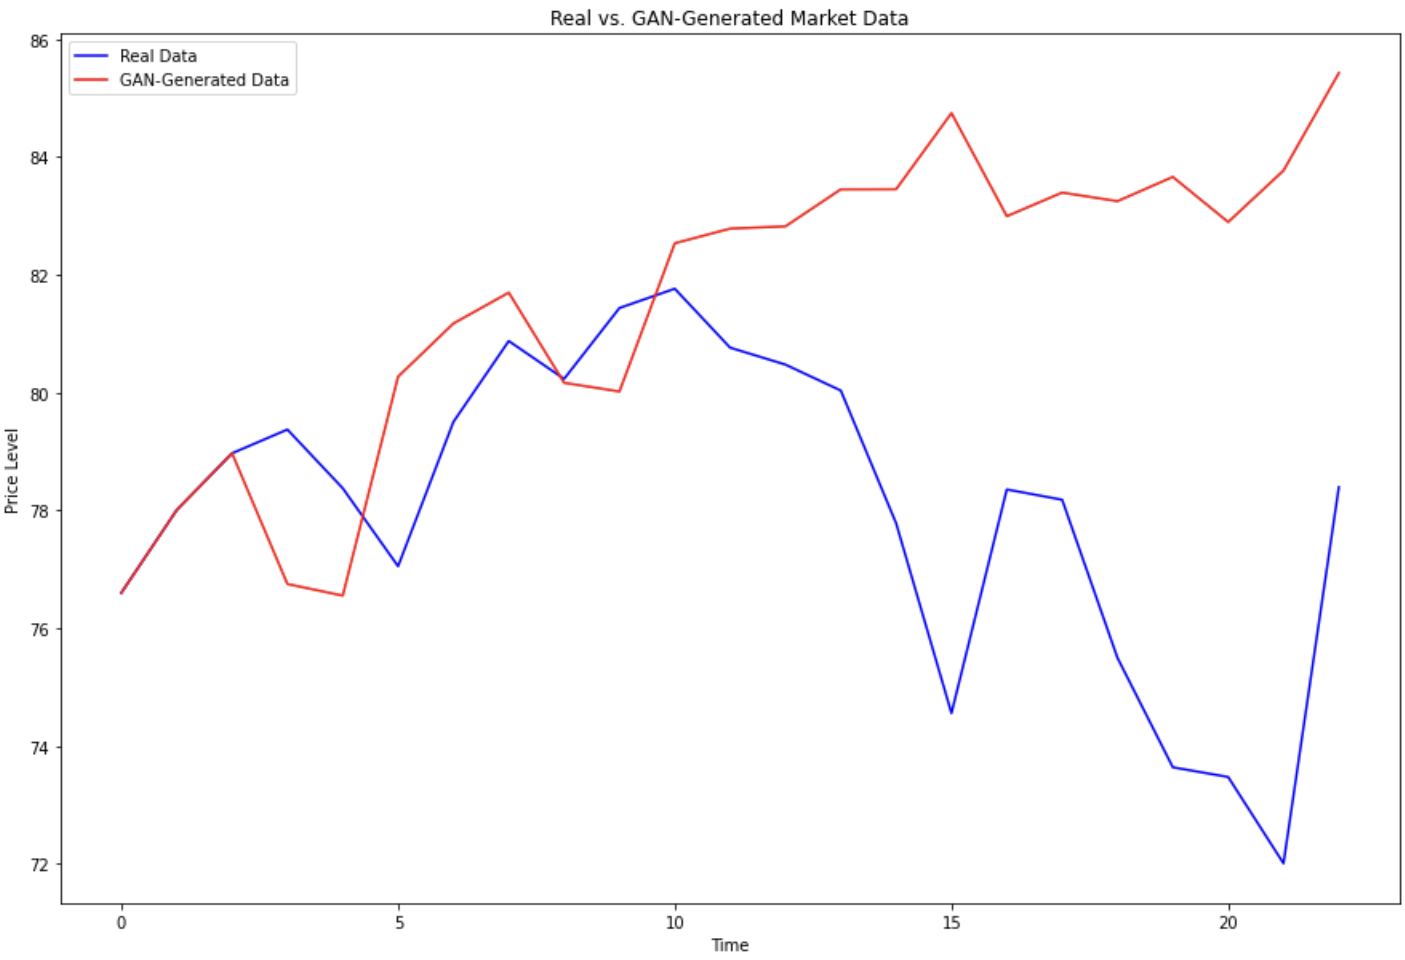 Real vs. GAN-Generated Market Data
Real Data
GAN-Generated Data
Price Level
86
84
82
80
78
76
74
72
0 5 10 15 20
Time